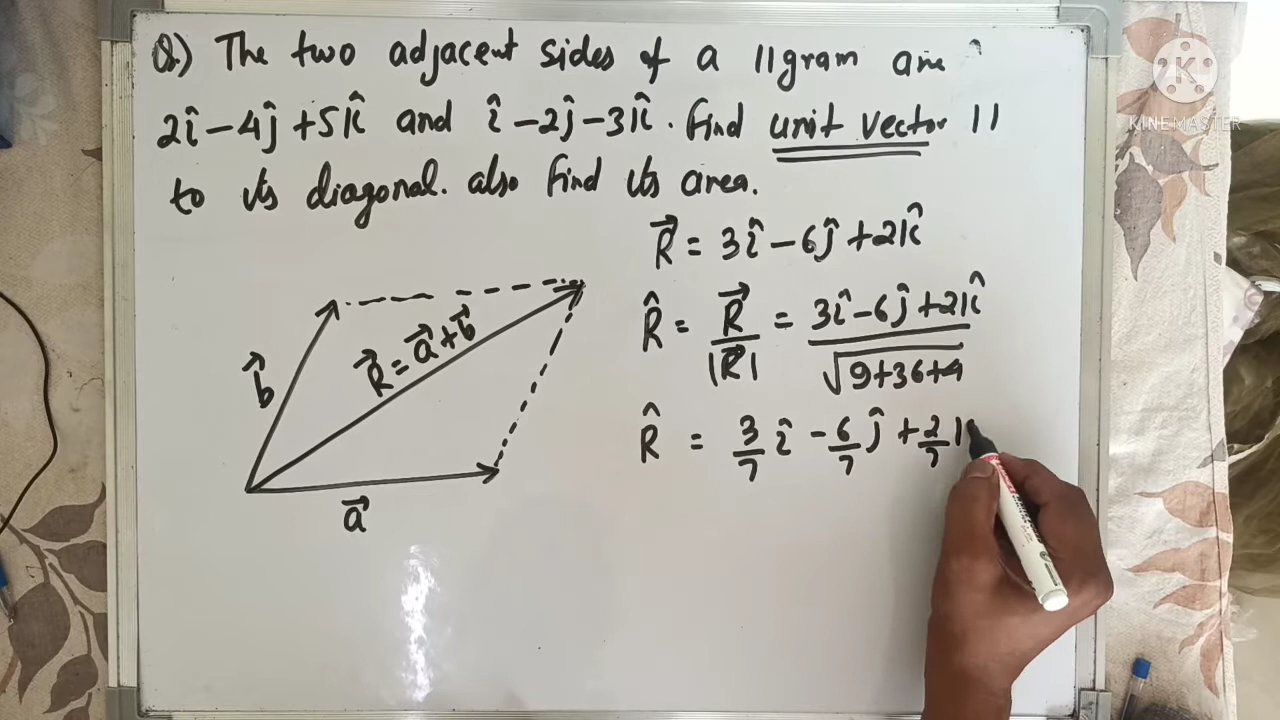 Q.) The two adjacent sides of a ||gram are
2î - 4ĵ + 5k̂ and î - 2ĵ - 3k̂. Find unit vector ||
to its diagonal. also find its area.
R⃗ = 3î - 6ĵ + 2k̂
R̂ = R⃗/|R⃗| = 3î - 6ĵ + 2k̂/√9+36+4
R̂ = 3/7 î - 6/7 ĵ + 2/7 k
b⃗
R⃗ = a⃗ + b⃗
a⃗
K
KINEMASTER